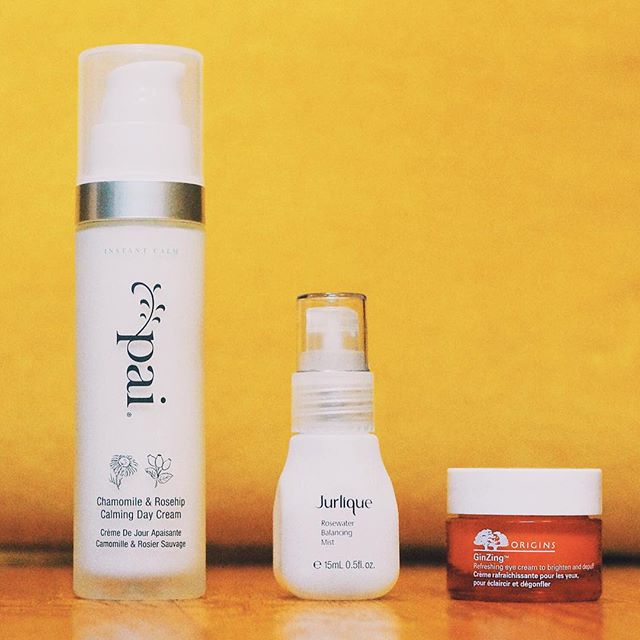 INSTANT CALM
pai
®
Chamomile & Rosehip
Calming Day Cream
Crème De Jour Apaisante
Camomille & Rosier Sauvage
Jurlique
Rosewater
Balancing
Mist
℮ 15mL 0.5fl.oz.
ORIGINS
GinZing™
Refreshing eye cream to brighten and depuff
Crème rafraîchissante pour les yeux,
pour éclaircir et dégonfler